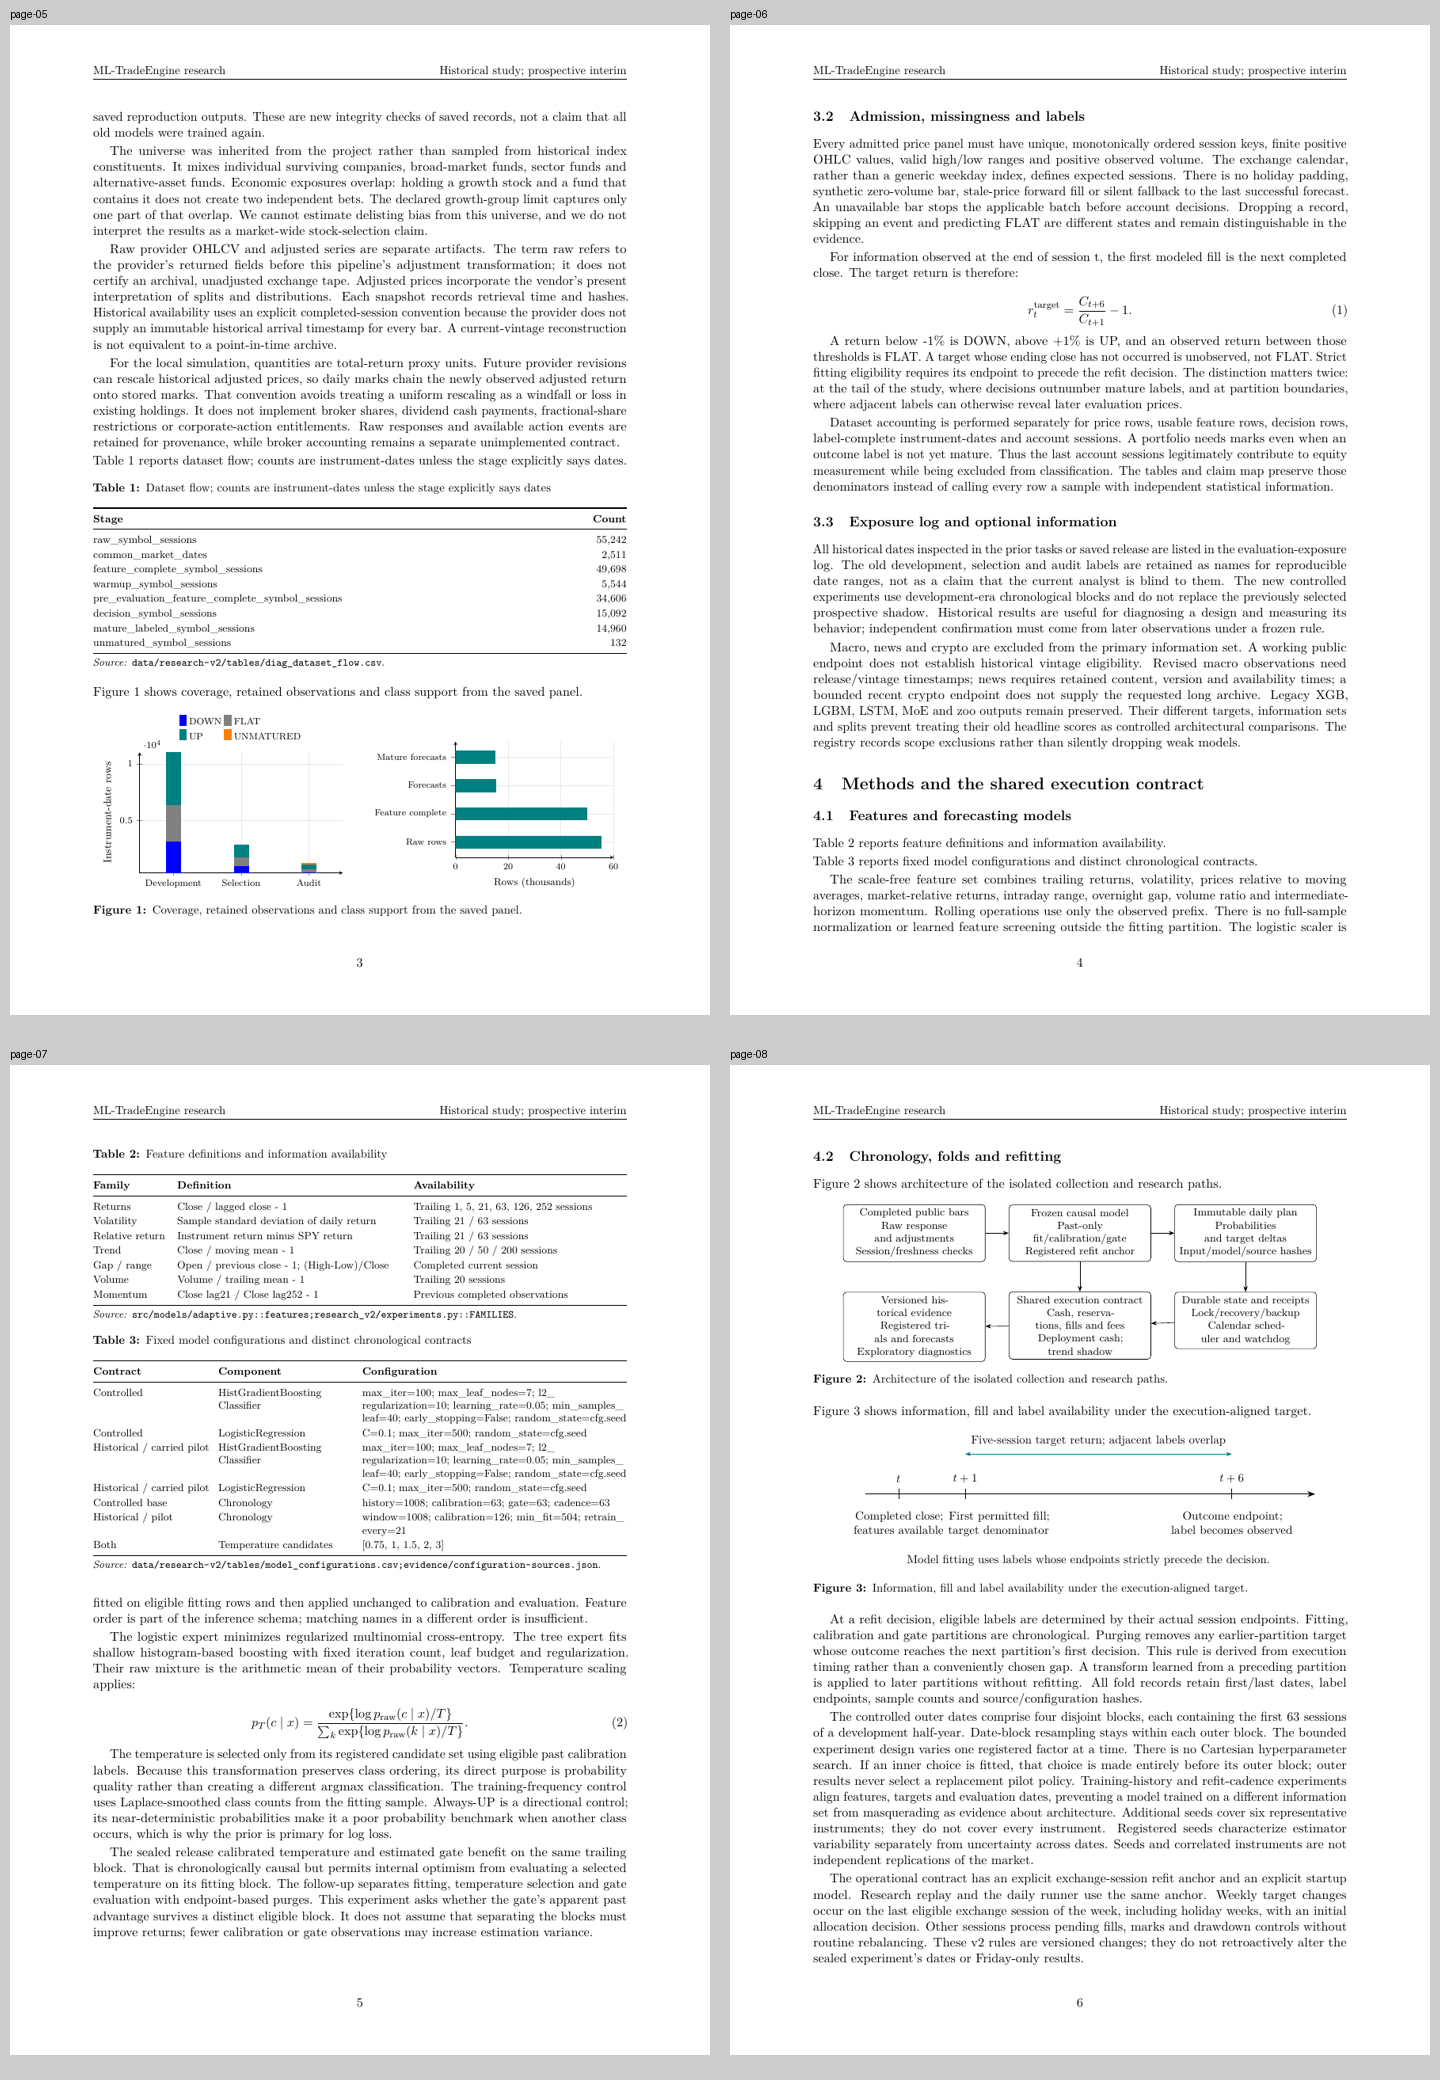 page-05
ML-TradeEngine research Historical study; prospective interim
saved reproduction outputs. These are new integrity checks of saved records, not a claim that all
old models were trained again.
The universe was inherited from the project rather than sampled from historical index
constituents. It mixes individual surviving companies, broad-market funds, sector funds and
alternative-asset funds. Economic exposures overlap: holding a growth stock and a fund that
contains it does not create two independent bets. The declared growth-group limit captures only
one part of that overlap. We cannot estimate delisting bias from this universe, and we do not
interpret the results as a market-wide stock-selection claim.
Raw provider OHLCV and adjusted series are separate artifacts. The term raw refers to
the provider's returned fields before this pipeline's adjustment transformation; it does not
certify an archival, unadjusted exchange tape. Adjusted prices incorporate the vendor's present
interpretation of splits and distributions. Each snapshot records retrieval time and hashes.
Historical availability uses an explicit completed-session convention because the provider does not
supply an immutable historical arrival timestamp for every bar. A current-vintage reconstruction
is not equivalent to a point-in-time archive.
For the local simulation, quantities are total-return proxy units. Future provider revisions
can rescale historical adjusted prices, so daily marks chain the newly observed adjusted return
onto stored marks. That convention avoids treating a uniform rescaling as a windfall or loss in
existing holdings. It does not implement broker shares, dividend cash payments, fractional-share
restrictions or corporate-action entitlements. Raw responses and available action events are
retained for provenance, while broker accounting remains a separate unimplemented contract.
Table 1 reports dataset flow; counts are instrument-dates unless the stage explicitly says dates.
Table 1: Dataset flow; counts are instrument-dates unless the stage explicitly says dates
Stage Count
raw_symbol_sessions 55,242
common_market_dates 2,511
feature_complete_symbol_sessions 49,698
warmup_symbol_sessions 5,544
pre_evaluation_feature_complete_symbol_sessions 34,606
decision_symbol_sessions 15,092
mature_labeled_symbol_sessions 14,960
unmatured_symbol_sessions 132
Source: data/research-v2/tables/diag_dataset_flow.csv.
Figure 1 shows coverage, retained observations and class support from the saved panel.
DOWN FLAT
UP UNMATURED
·10⁴
1
0.5
Instrument-date rows
Development Selection Audit
Mature forecasts
Forecasts
Feature complete
Raw rows
0 20 40 60
Rows (thousands)
Figure 1: Coverage, retained observations and class support from the saved panel.
3
page-06
ML-TradeEngine research Historical study; prospective interim
3.2 Admission, missingness and labels
Every admitted price panel must have unique, monotonically ordered session keys, finite positive
OHLC values, valid high/low ranges and positive observed volume. The exchange calendar,
rather than a generic weekday index, defines expected sessions. There is no holiday padding,
synthetic zero-volume bar, stale-price forward fill or silent fallback to the last successful forecast.
An unavailable bar stops the applicable batch before account decisions. Dropping a record,
skipping an event and predicting FLAT are different states and remain distinguishable in the
evidence.
For information observed at the end of session t, the first modeled fill is the next completed
close. The target return is therefore:
r_t^target = C_{t+6}/C_{t+1} − 1. (1)
A return below -1% is DOWN, above +1% is UP, and an observed return between those
thresholds is FLAT. A target whose ending close has not occurred is unobserved, not FLAT. Strict
fitting eligibility requires its endpoint to precede the refit decision. The distinction matters twice:
at the tail of the study, where decisions outnumber mature labels, and at partition boundaries,
where adjacent labels can otherwise reveal later evaluation prices.
Dataset accounting is performed separately for price rows, usable feature rows, decision rows,
label-complete instrument-dates and account sessions. A portfolio needs marks even when an
outcome label is not yet mature. Thus the last account sessions legitimately contribute to equity
measurement while being excluded from classification. The tables and claim map preserve those
denominators instead of calling every row a sample with independent statistical information.
3.3 Exposure log and optional information
All historical dates inspected in the prior tasks or saved release are listed in the evaluation-exposure
log. The old development, selection and audit labels are retained as names for reproducible
date ranges, not as a claim that the current analyst is blind to them. The new controlled
experiments use development-era chronological blocks and do not replace the previously selected
prospective shadow. Historical results are useful for diagnosing a design and measuring its
behavior; independent confirmation must come from later observations under a frozen rule.
Macro, news and crypto are excluded from the primary information set. A working public
endpoint does not establish historical vintage eligibility. Revised macro observations need
release/vintage timestamps; news requires retained content, version and availability times; a
bounded recent crypto endpoint does not supply the requested long archive. Legacy XGB,
LGBM, LSTM, MoE and zoo outputs remain preserved. Their different targets, information sets
and splits prevent treating their old headline scores as controlled architectural comparisons. The
registry records scope exclusions rather than silently dropping weak models.
4 Methods and the shared execution contract
4.1 Features and forecasting models
Table 2 reports feature definitions and information availability.
Table 3 reports fixed model configurations and distinct chronological contracts.
The scale-free feature set combines trailing returns, volatility, prices relative to moving
averages, market-relative returns, intraday range, overnight gap, volume ratio and intermediate-
horizon momentum. Rolling operations use only the observed prefix. There is no full-sample
normalization or learned feature screening outside the fitting partition. The logistic scaler is
4
page-07
ML-TradeEngine research Historical study; prospective interim
Table 2: Feature definitions and information availability
Family Definition Availability
Returns Close / lagged close - 1 Trailing 1, 5, 21, 63, 126, 252 sessions
Volatility Sample standard deviation of daily return Trailing 21 / 63 sessions
Relative return Instrument return minus SPY return Trailing 21 / 63 sessions
Trend Close / moving mean - 1 Trailing 20 / 50 / 200 sessions
Gap / range Open / previous close - 1; (High-Low)/Close Completed current session
Volume Volume / trailing mean - 1 Trailing 20 sessions
Momentum Close lag21 / Close lag252 - 1 Previous completed observations
Source: src/models/adaptive.py::features;research_v2/experiments.py::FAMILIES.
Table 3: Fixed model configurations and distinct chronological contracts
Contract Component Configuration
Controlled HistGradientBoosting max_iter=100; max_leaf_nodes=7; l2_
Classifier regularization=10; learning_rate=0.05; min_samples_
leaf=40; early_stopping=False; random_state=cfg.seed
Controlled LogisticRegression C=0.1; max_iter=500; random_state=cfg.seed
Historical / carried pilot HistGradientBoosting max_iter=100; max_leaf_nodes=7; l2_
Classifier regularization=10; learning_rate=0.05; min_samples_
leaf=40; early_stopping=False; random_state=cfg.seed
Historical / carried pilot LogisticRegression C=0.1; max_iter=500; random_state=cfg.seed
Controlled base Chronology history=1008; calibration=63; gate=63; cadence=63
Historical / pilot Chronology window=1008; calibration=126; min_fit=504; retrain_
every=21
Both Temperature candidates [0.75, 1, 1.5, 2, 3]
Source: data/research-v2/tables/model_configurations.csv;evidence/configuration-sources.json.
fitted on eligible fitting rows and then applied unchanged to calibration and evaluation. Feature
order is part of the inference schema; matching names in a different order is insufficient.
The logistic expert minimizes regularized multinomial cross-entropy. The tree expert fits
shallow histogram-based boosting with fixed iteration count, leaf budget and regularization.
Their raw mixture is the arithmetic mean of their probability vectors. Temperature scaling
applies:
p_T(c | x) = exp{log p_raw(c | x)/T} / ∑_k exp{log p_raw(k | x)/T}. (2)
The temperature is selected only from its registered candidate set using eligible past calibration
labels. Because this transformation preserves class ordering, its direct purpose is probability
quality rather than creating a different argmax classification. The training-frequency control
uses Laplace-smoothed class counts from the fitting sample. Always-UP is a directional control;
its near-deterministic probabilities make it a poor probability benchmark when another class
occurs, which is why the prior is primary for log loss.
The sealed release calibrated temperature and estimated gate benefit on the same trailing
block. That is chronologically causal but permits internal optimism from evaluating a selected
temperature on its fitting block. The follow-up separates fitting, temperature selection and gate
evaluation with endpoint-based purges. This experiment asks whether the gate's apparent past
advantage survives a distinct eligible block. It does not assume that separating the blocks must
improve returns; fewer calibration or gate observations may increase estimation variance.
5
page-08
ML-TradeEngine research Historical study; prospective interim
4.2 Chronology, folds and refitting
Figure 2 shows architecture of the isolated collection and research paths.
Completed public bars
Raw response
and adjustments
Session/freshness checks
Frozen causal model
Past-only
fit/calibration/gate
Registered refit anchor
Immutable daily plan
Probabilities
and target deltas
Input/model/source hashes
Versioned his-
torical evidence
Registered tri-
als and forecasts
Exploratory diagnostics
Shared execution contract
Cash, reserva-
tions, fills and fees
Deployment cash;
trend shadow
Durable state and receipts
Lock/recovery/backup
Calendar sched-
uler and watchdog
Figure 2: Architecture of the isolated collection and research paths.
Figure 3 shows information, fill and label availability under the execution-aligned target.
Five-session target return; adjacent labels overlap
t t + 1 t + 6
Completed close; First permitted fill; Outcome endpoint;
features available target denominator label becomes observed
Model fitting uses labels whose endpoints strictly precede the decision.
Figure 3: Information, fill and label availability under the execution-aligned target.
At a refit decision, eligible labels are determined by their actual session endpoints. Fitting,
calibration and gate partitions are chronological. Purging removes any earlier-partition target
whose outcome reaches the next partition's first decision. This rule is derived from execution
timing rather than a conveniently chosen gap. A transform learned from a preceding partition
is applied to later partitions without refitting. All fold records retain first/last dates, label
endpoints, sample counts and source/configuration hashes.
The controlled outer dates comprise four disjoint blocks, each containing the first 63 sessions
of a development half-year. Date-block resampling stays within each outer block. The bounded
experiment design varies one registered factor at a time. There is no Cartesian hyperparameter
search. If an inner choice is fitted, that choice is made entirely before its outer block; outer
results never select a replacement pilot policy. Training-history and refit-cadence experiments
align features, targets and evaluation dates, preventing a model trained on a different information
set from masquerading as evidence about architecture. Additional seeds cover six representative
instruments; they do not cover every instrument. Registered seeds characterize estimator
variability separately from uncertainty across dates. Seeds and correlated instruments are not
independent replications of the market.
The operational contract has an explicit exchange-session refit anchor and an explicit startup
model. Research replay and the daily runner use the same anchor. Weekly target changes
occur on the last eligible exchange session of the week, including holiday weeks, with an initial
allocation decision. Other sessions process pending fills, marks and drawdown controls without
routine rebalancing. These v2 rules are versioned changes; they do not retroactively alter the
sealed experiment's dates or Friday-only results.
6